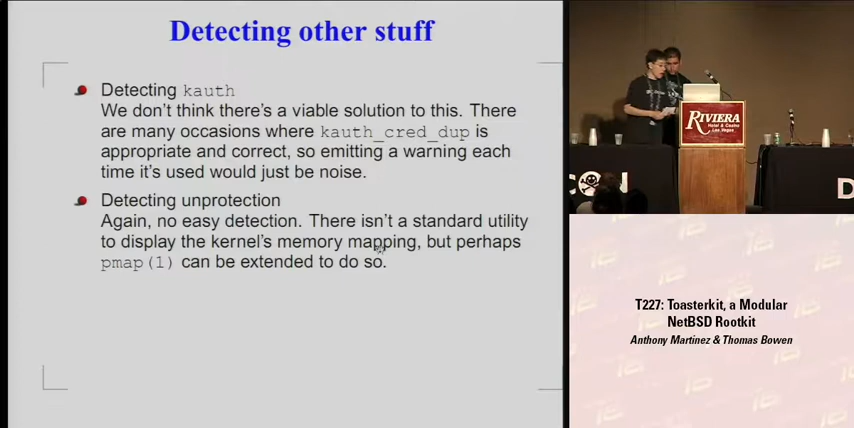 Detecting other stuff
Detecting kauth
We don't think there's a viable solution to this. There
are many occasions where kauth_cred_dup is
appropriate and correct, so emitting a warning each
time it's used would just be noise.
Detecting unprotection
Again, no easy detection. There isn't a standard utility
to display the kernel's memory mapping, but perhaps
pmap(1) can be extended to do so.
RIVIERA
Hotel & Casino
Las Vegas
CON
D
T227: Toasterkit, a Modular
NetBSD Rootkit
Anthony Martinez & Thomas Bowen